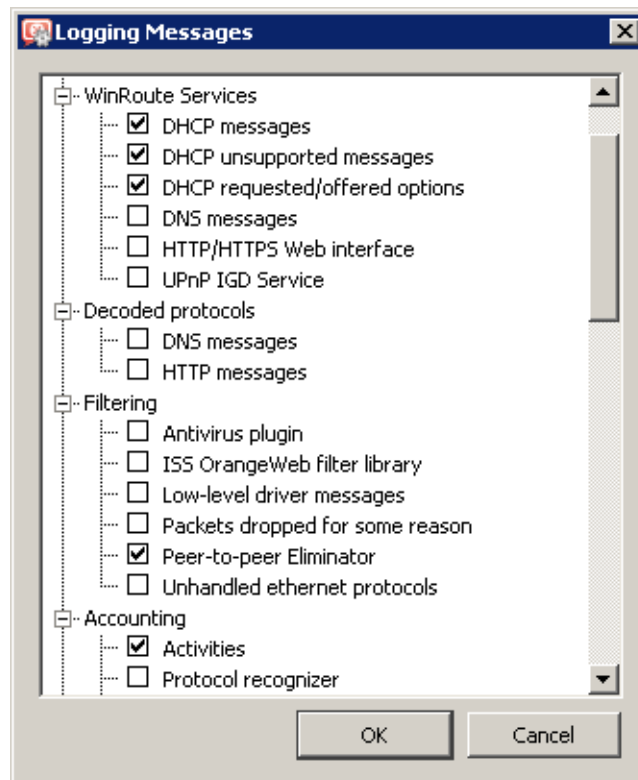 Logging Messages
WinRoute Services
DHCP messages
DHCP unsupported messages
DHCP requested/offered options
DNS messages
HTTP/HTTPS Web interface
UPnP IGD Service
Decoded protocols
DNS messages
HTTP messages
Filtering
Antivirus plugin
ISS OrangeWeb filter library
Low-level driver messages
Packets dropped for some reason
Peer-to-peer Eliminator
Unhandled ethernet protocols
Accounting
Activities
Protocol recognizer
OK Cancel